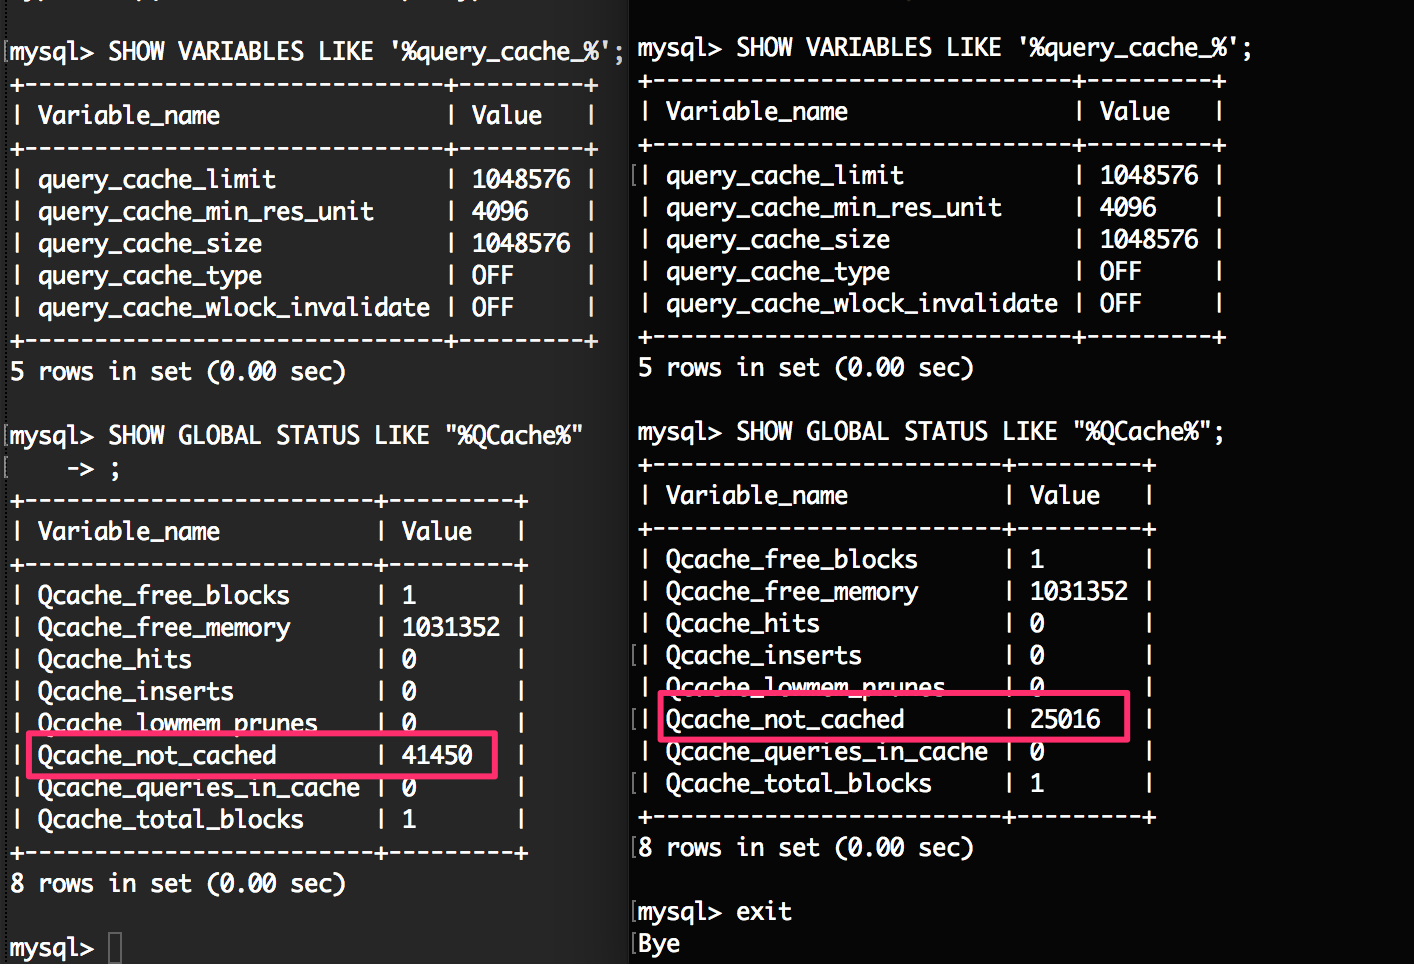 mysql> SHOW VARIABLES LIKE '%query_cache_%';
+------------------------------+---------+
| Variable_name                | Value   |
+------------------------------+---------+
| query_cache_limit            | 1048576 |
| query_cache_min_res_unit     | 4096    |
| query_cache_size             | 1048576 |
| query_cache_type             | OFF     |
| query_cache_wlock_invalidate | OFF     |
+------------------------------+---------+
5 rows in set (0.00 sec)
mysql> SHOW GLOBAL STATUS LIKE "%QCache%"
    -> ;
+-------------------------+---------+
| Variable_name           | Value   |
+-------------------------+---------+
| Qcache_free_blocks      | 1       |
| Qcache_free_memory      | 1031352 |
| Qcache_hits             | 0       |
| Qcache_inserts          | 0       |
| Qcache_lowmem_prunes    | 0       |
| Qcache_not_cached       | 41450   |
| Qcache_queries_in_cache | 0       |
| Qcache_total_blocks     | 1       |
+-------------------------+---------+
8 rows in set (0.00 sec)
mysql>
mysql> SHOW VARIABLES LIKE '%query_cache_%';
+------------------------------+---------+
| Variable_name                | Value   |
+------------------------------+---------+
| query_cache_limit            | 1048576 |
| query_cache_min_res_unit     | 4096    |
| query_cache_size             | 1048576 |
| query_cache_type             | OFF     |
| query_cache_wlock_invalidate | OFF     |
+------------------------------+---------+
5 rows in set (0.00 sec)
mysql> SHOW GLOBAL STATUS LIKE "%QCache%";
+-------------------------+---------+
| Variable_name           | Value   |
+-------------------------+---------+
| Qcache_free_blocks      | 1       |
| Qcache_free_memory      | 1031352 |
| Qcache_hits             | 0       |
| Qcache_inserts          | 0       |
| Qcache_lowmem_prunes    | 0       |
| Qcache_not_cached       | 25016   |
| Qcache_queries_in_cache | 0       |
| Qcache_total_blocks     | 1       |
+-------------------------+---------+
8 rows in set (0.00 sec)
mysql> exit
Bye